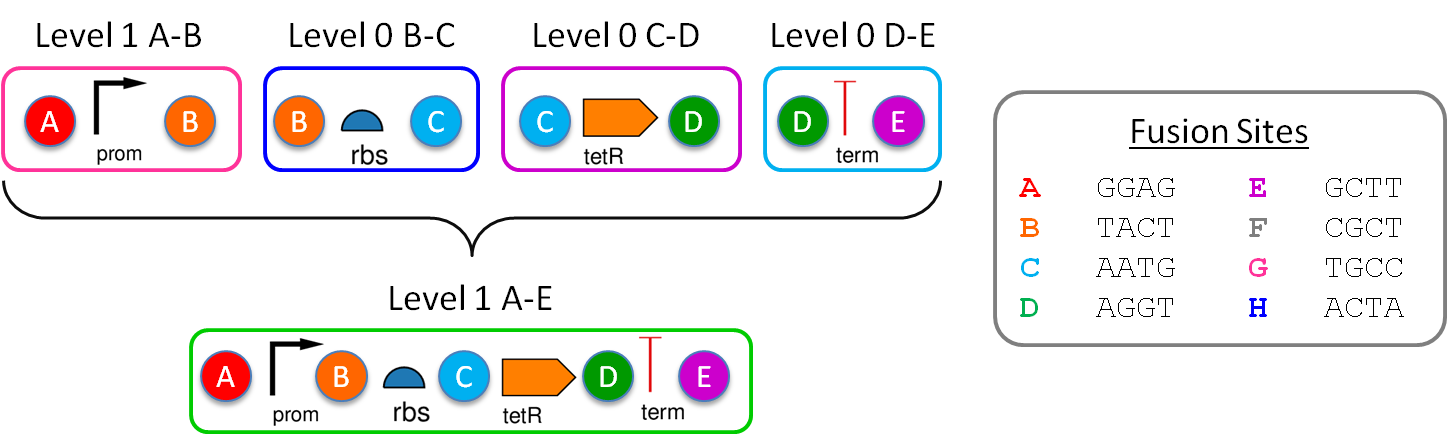 Level 1 A-B Level 0 B-C Level 0 C-D Level 0 D-E
A prom B B rbs C C tetR D D term E
Level 1 A-E
A prom B rbs C tetR D term E
Fusion Sites
A GGAG E GCTT
B TACT F CGCT
C AATG G TGCC
D AGGT H ACTA